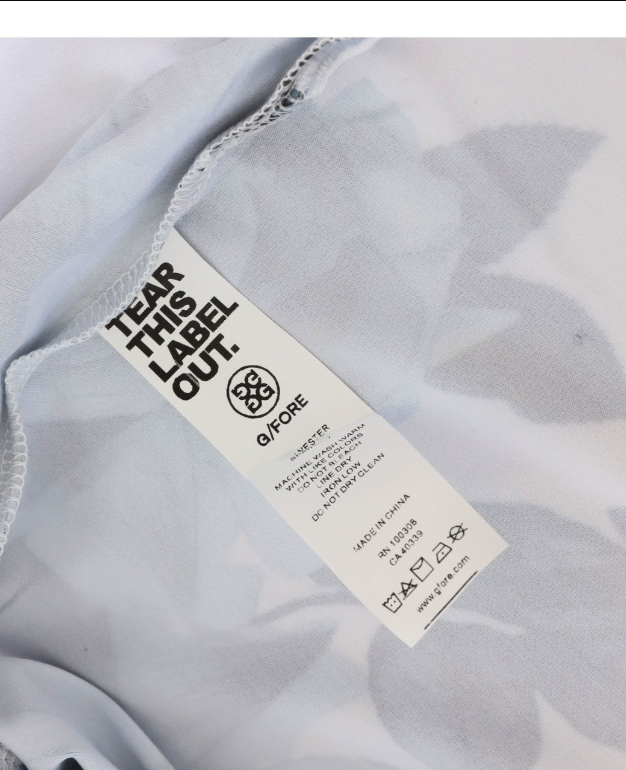 TEAR
THIS
LABEL
OUT.
G/FORE
MACHINE WASH WARM
WITH LIKE COLORS
DO NOT BLEACH
LINE DRY
IRON LOW
DO NOT DRY CLEAN
MADE IN CHINA
RN 100308
CA 40339
www.gfore.com